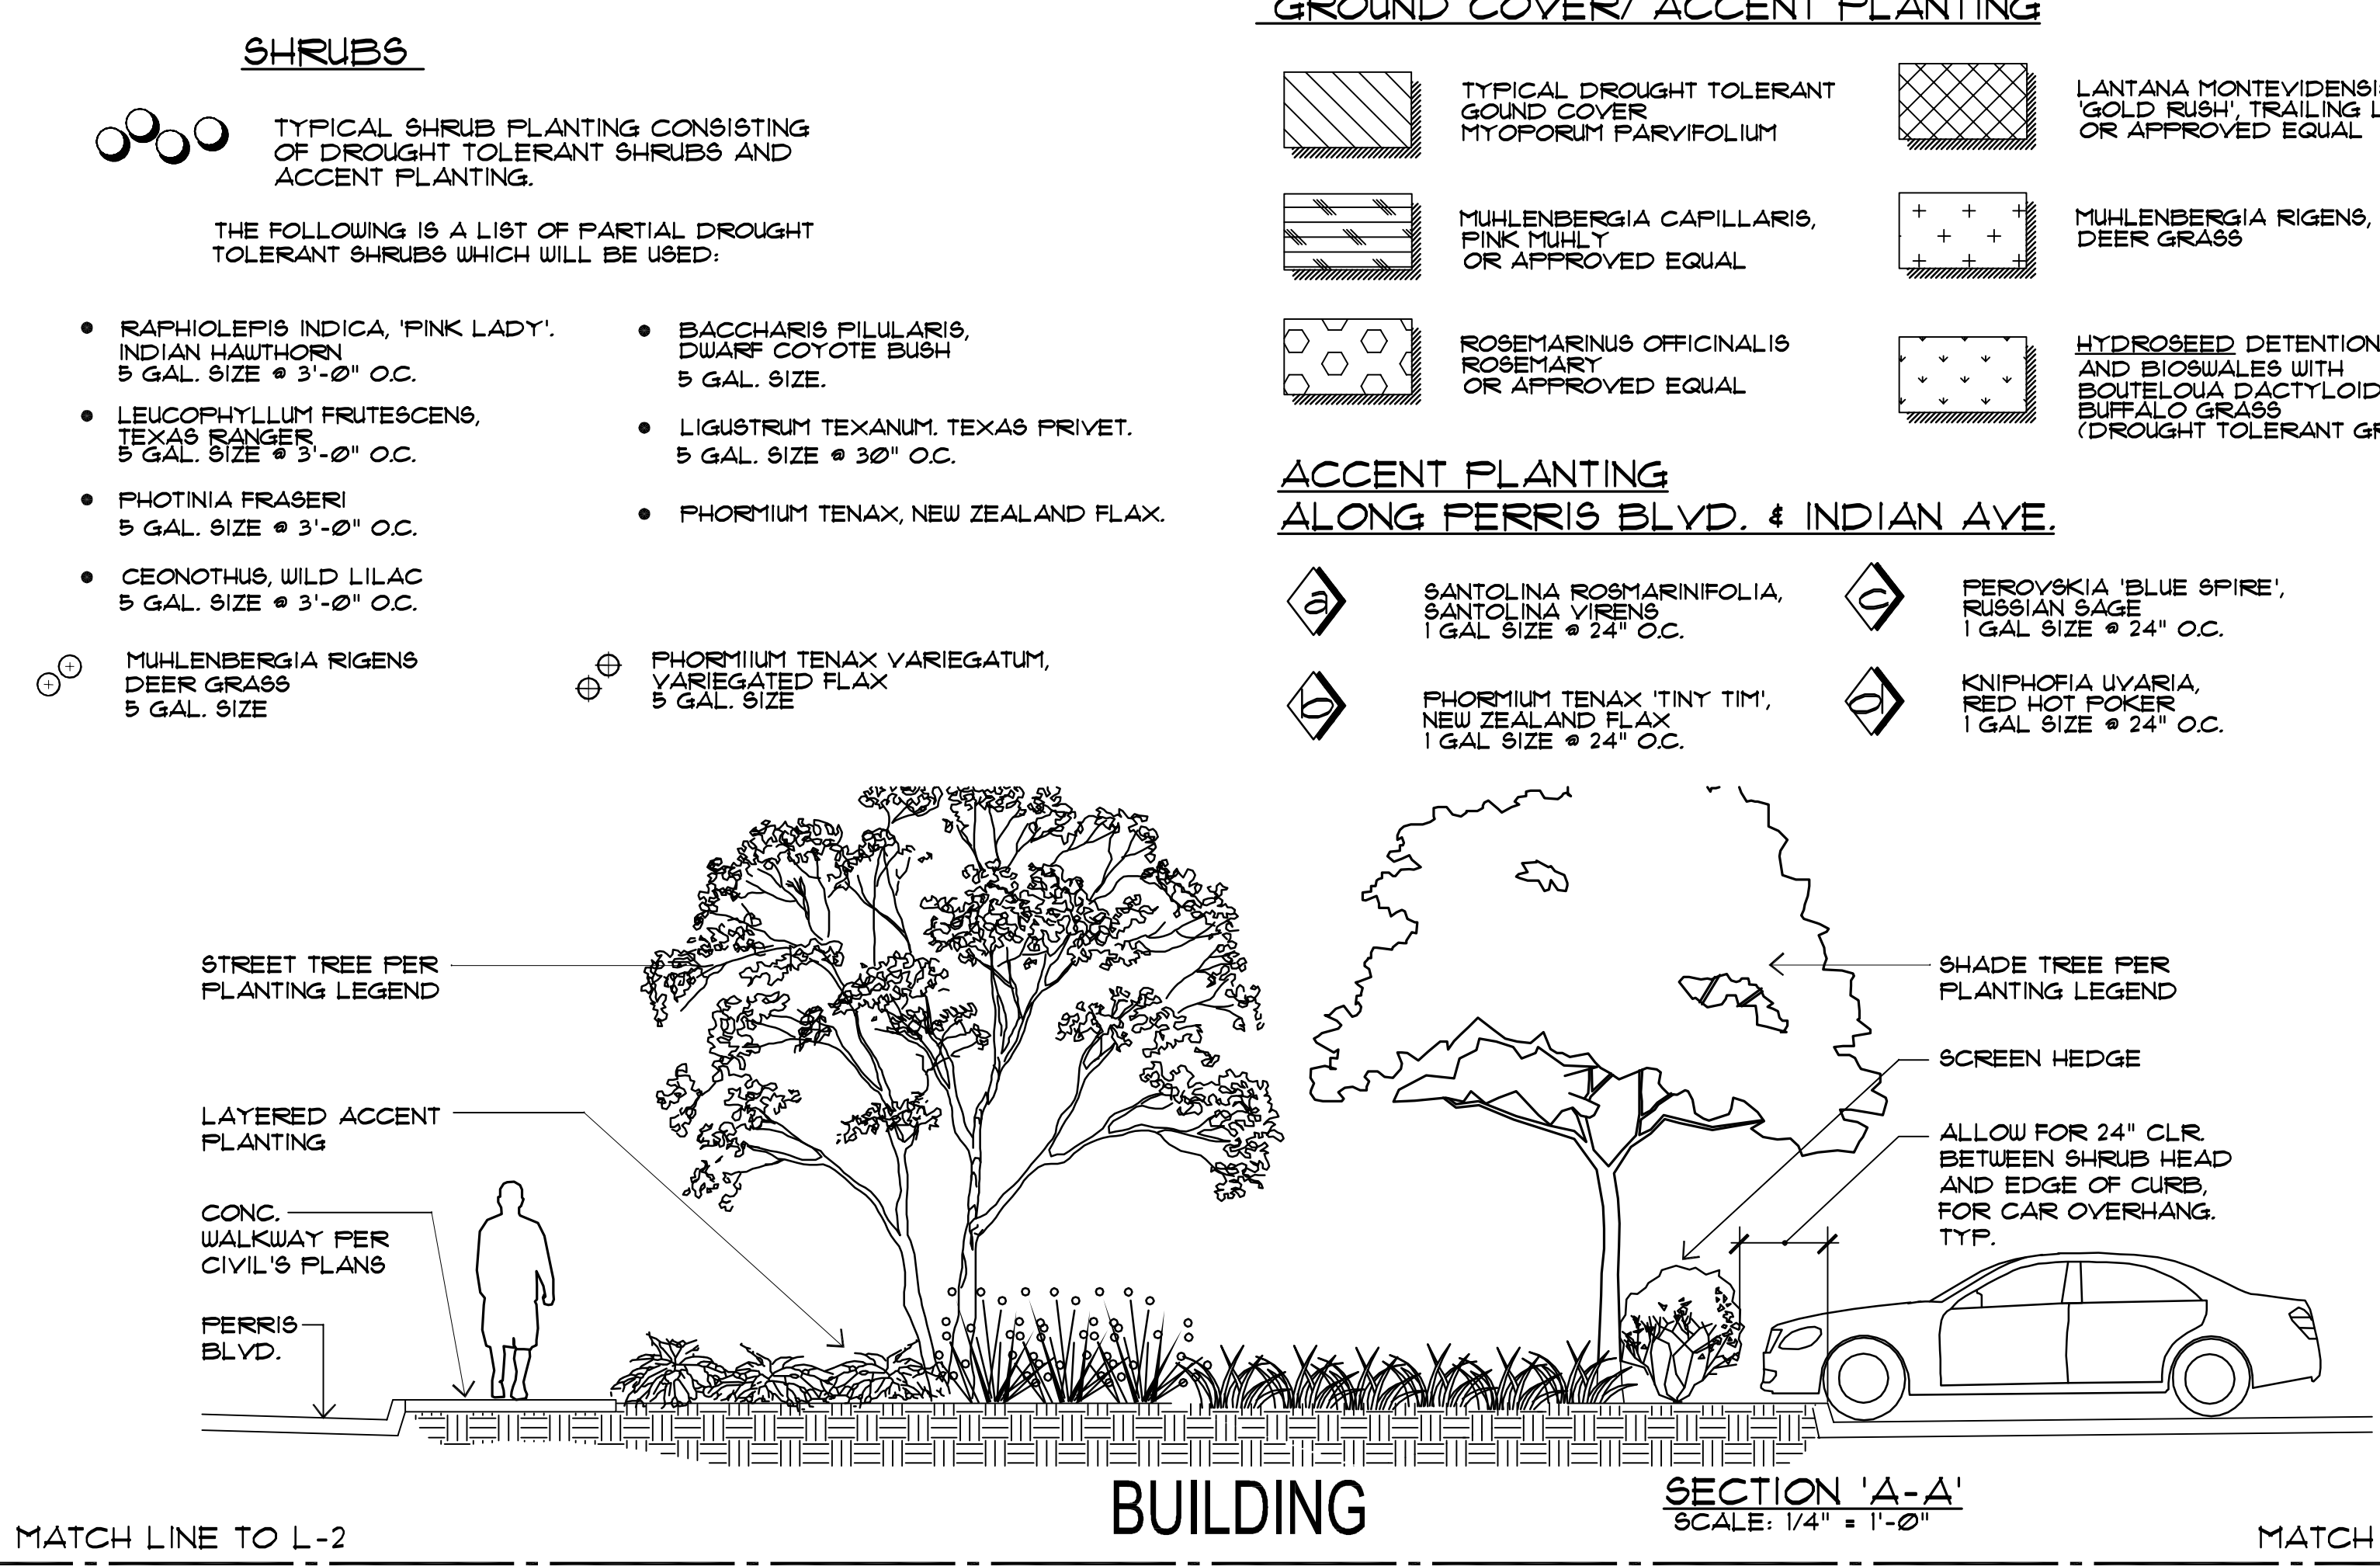 SHRUBS
TYPICAL SHRUB PLANTING CONSISTING
OF DROUGHT TOLERANT SHRUBS AND
ACCENT PLANTING.
THE FOLLOWING IS A LIST OF PARTIAL DROUGHT
TOLERANT SHRUBS WHICH WILL BE USED:
• RAPHIOLEPIS INDICA, 'PINK LADY'.
INDIAN HAWTHORN
5 GAL. SIZE @ 3'-0" O.C.
• LEUCOPHYLLUM FRUTESCENS,
TEXAS RANGER
5 GAL. SIZE @ 3'-0" O.C.
• PHOTINIA FRASERI
5 GAL. SIZE @ 3'-0" O.C.
• CEONOTHUS, WILD LILAC
5 GAL. SIZE @ 3'-0" O.C.
MUHLENBERGIA RIGENS
DEER GRASS
5 GAL. SIZE
• BACCHARIS PILULARIS,
DWARF COYOTE BUSH
5 GAL. SIZE.
• LIGUSTRUM TEXANUM. TEXAS PRIVET.
5 GAL. SIZE @ 30" O.C.
• PHORMIUM TENAX, NEW ZEALAND FLAX.
PHORMIIUM TENAX VARIEGATUM,
VARIEGATED FLAX
5 GAL. SIZE
GROUND COVER/ ACCENT PLANTING
TYPICAL DROUGHT TOLERANT
GOUND COVER
MYOPORUM PARVIFOLIUM
MUHLENBERGIA CAPILLARIS,
PINK MUHLY
OR APPROVED EQUAL
ROSEMARINUS OFFICINALIS
ROSEMARY
OR APPROVED EQUAL
LANTANA MONTEVIDENSI
'GOLD RUSH', TRAILING L
OR APPROVED EQUAL
MUHLENBERGIA RIGENS,
DEER GRASS
HYDROSEED DETENTION
AND BIOSWALES WITH
BOUTELOUA DACTYLOID
BUFFALO GRASS
(DROUGHT TOLERANT GR
ACCENT PLANTING
ALONG PERRIS BLVD. & INDIAN AVE.
a
SANTOLINA ROSMARINIFOLIA,
SANTOLINA VIRENS
1 GAL SIZE @ 24" O.C.
b
PHORMIUM TENAX 'TINY TIM',
NEW ZEALAND FLAX
1 GAL SIZE @ 24" O.C.
c
PEROVSKIA 'BLUE SPIRE',
RUSSIAN SAGE
1 GAL SIZE @ 24" O.C.
d
KNIPHOFIA UVARIA,
RED HOT POKER
1 GAL SIZE @ 24" O.C.
STREET TREE PER
PLANTING LEGEND
LAYERED ACCENT
PLANTING
CONC.
WALKWAY PER
CIVIL'S PLANS
PERRIS
BLVD.
SHADE TREE PER
PLANTING LEGEND
SCREEN HEDGE
ALLOW FOR 24" CLR.
BETWEEN SHRUB HEAD
AND EDGE OF CURB,
FOR CAR OVERHANG.
TYP.
BUILDING
SECTION 'A-A'
SCALE: 1/4" = 1'-0"
MATCH LINE TO L-2
MATCH